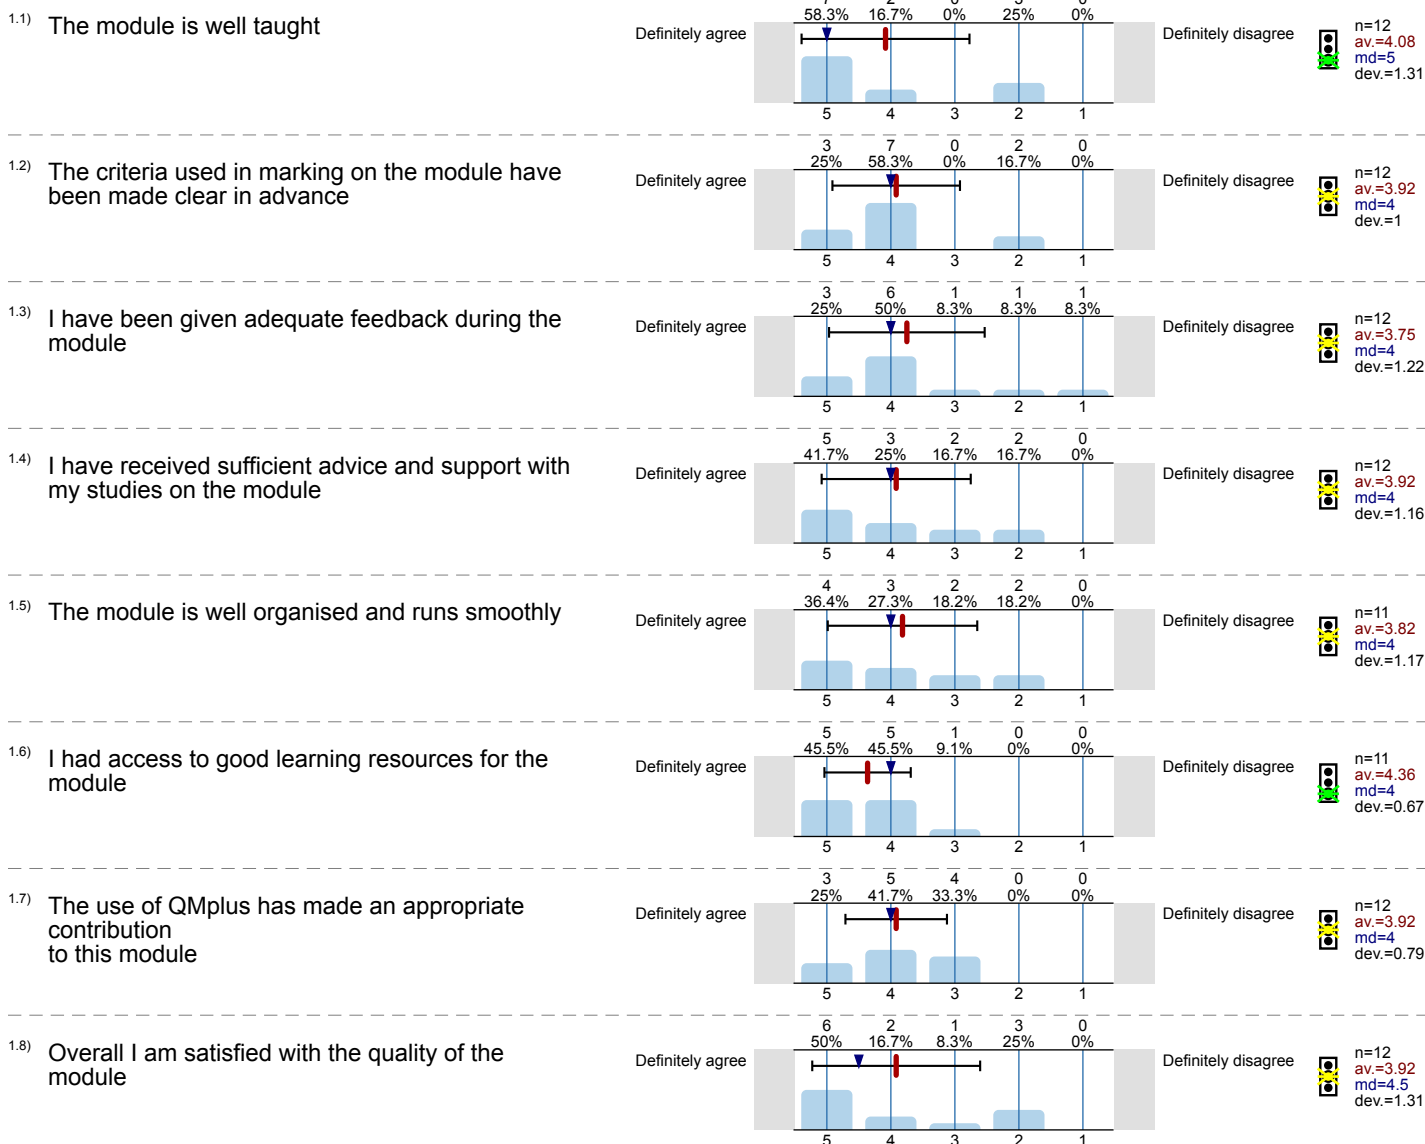 1.1) The module is well taught
Definitely agree
58.3% 16.7% 0% 25% 0%
5 4 3 2 1
Definitely disagree
n=12
av.=4.08
md=5
dev.=1.31
1.2) The criteria used in marking on the module have
been made clear in advance
Definitely agree
3 7 0 2 0
25% 58.3% 0% 16.7% 0%
5 4 3 2 1
Definitely disagree
n=12
av.=3.92
md=4
dev.=1
1.3) I have been given adequate feedback during the
module
Definitely agree
3 6 1 1 1
25% 50% 8.3% 8.3% 8.3%
5 4 3 2 1
Definitely disagree
n=12
av.=3.75
md=4
dev.=1.22
1.4) I have received sufficient advice and support with
my studies on the module
Definitely agree
5 3 2 2 0
41.7% 25% 16.7% 16.7% 0%
5 4 3 2 1
Definitely disagree
n=12
av.=3.92
md=4
dev.=1.16
1.5) The module is well organised and runs smoothly
Definitely agree
4 3 2 2 0
36.4% 27.3% 18.2% 18.2% 0%
5 4 3 2 1
Definitely disagree
n=11
av.=3.82
md=4
dev.=1.17
1.6) I had access to good learning resources for the
module
Definitely agree
5 5 1 0 0
45.5% 45.5% 9.1% 0% 0%
5 4 3 2 1
Definitely disagree
n=11
av.=4.36
md=4
dev.=0.67
1.7) The use of QMplus has made an appropriate
contribution
to this module
Definitely agree
3 5 4 0 0
25% 41.7% 33.3% 0% 0%
5 4 3 2 1
Definitely disagree
n=12
av.=3.92
md=4
dev.=0.79
1.8) Overall I am satisfied with the quality of the
module
Definitely agree
6 2 1 3 0
50% 16.7% 8.3% 25% 0%
5 4 3 2 1
Definitely disagree
n=12
av.=3.92
md=4.5
dev.=1.31